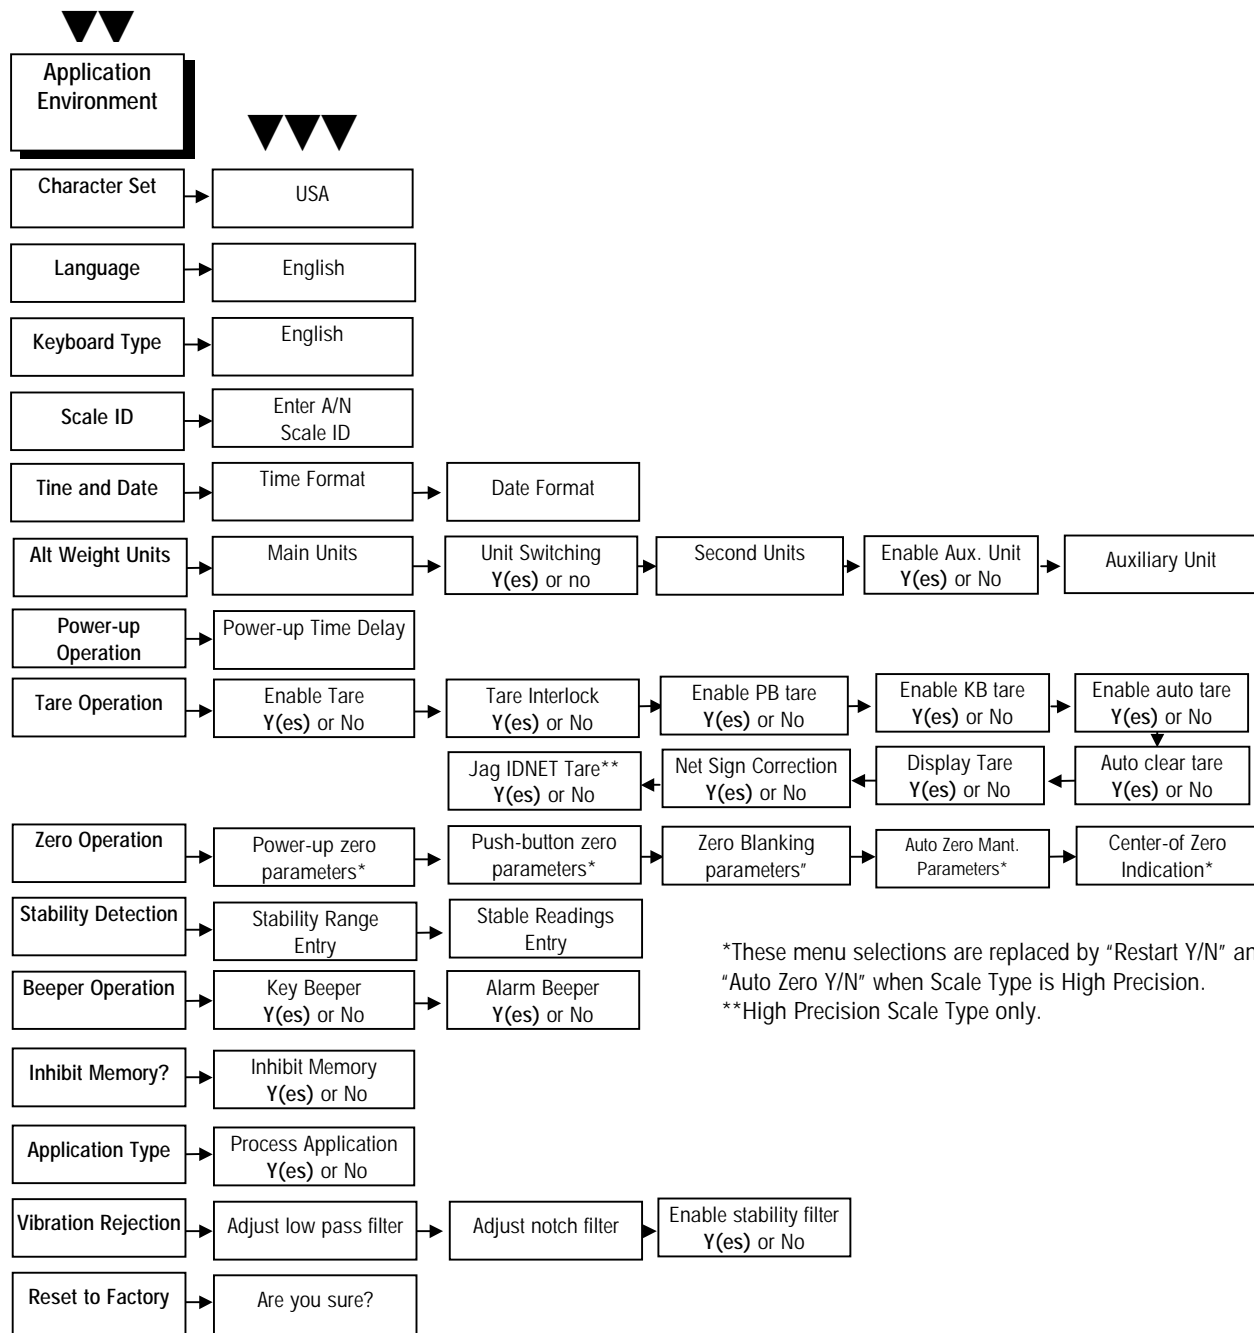 Application
Environment
Character Set
USA
Language
English
Keyboard Type
English
Scale ID
Enter A/N
Scale ID
Tine and Date
Time Format
Date Format
Alt Weight Units
Main Units
Unit Switching
Y(es) or no
Second Units
Enable Aux. Unit
Y(es) or No
Auxiliary Unit
Power-up
Operation
Power-up Time Delay
Tare Operation
Enable Tare
Y(es) or No
Tare Interlock
Y(es) or No
Enable PB tare
Y(es) or No
Enable KB tare
Y(es) or No
Enable auto tare
Y(es) or No
Auto clear tare
Y(es) or No
Display Tare
Y(es) or No
Net Sign Correction
Y(es) or No
Jag IDNET Tare**
Y(es) or No
Zero Operation
Power-up zero
parameters*
Push-button zero
parameters*
Zero Blanking
parameters"
Auto Zero Mant.
Parameters*
Center-of Zero
Indication*
Stability Detection
Stability Range
Entry
Stable Readings
Entry
*These menu selections are replaced by "Restart Y/N" an
"Auto Zero Y/N" when Scale Type is High Precision.
**High Precision Scale Type only.
Beeper Operation
Key Beeper
Y(es) or No
Alarm Beeper
Y(es) or No
Inhibit Memory?
Inhibit Memory
Y(es) or No
Application Type
Process Application
Y(es) or No
Vibration Rejection
Adjust low pass filter
Adjust notch filter
Enable stability filter
Y(es) or No
Reset to Factory
Are you sure?